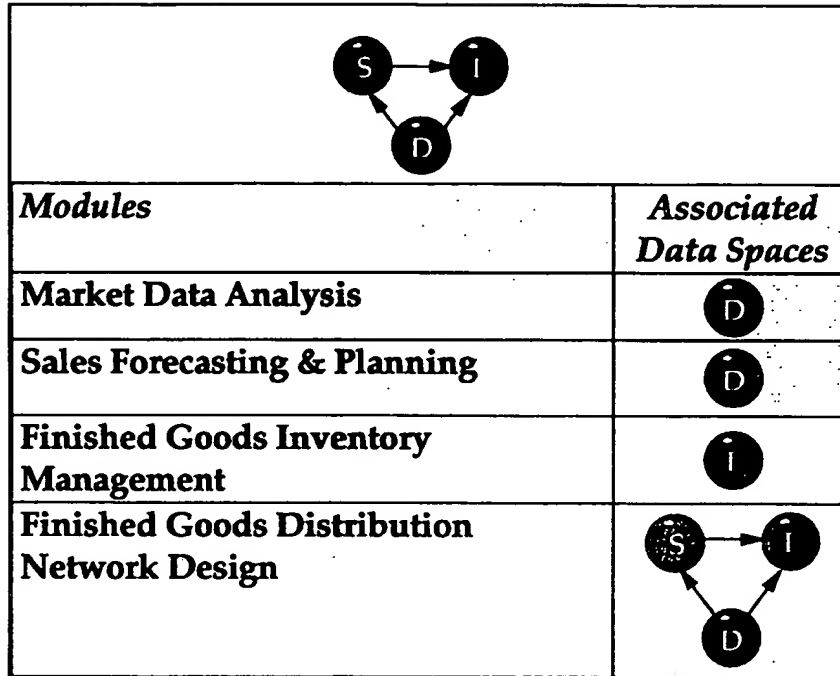 S I
D
Modules Associated
Data Spaces
Market Data Analysis D
Sales Forecasting & Planning D
Finished Goods Inventory
Management I
Finished Goods Distribution
Network Design S I
D